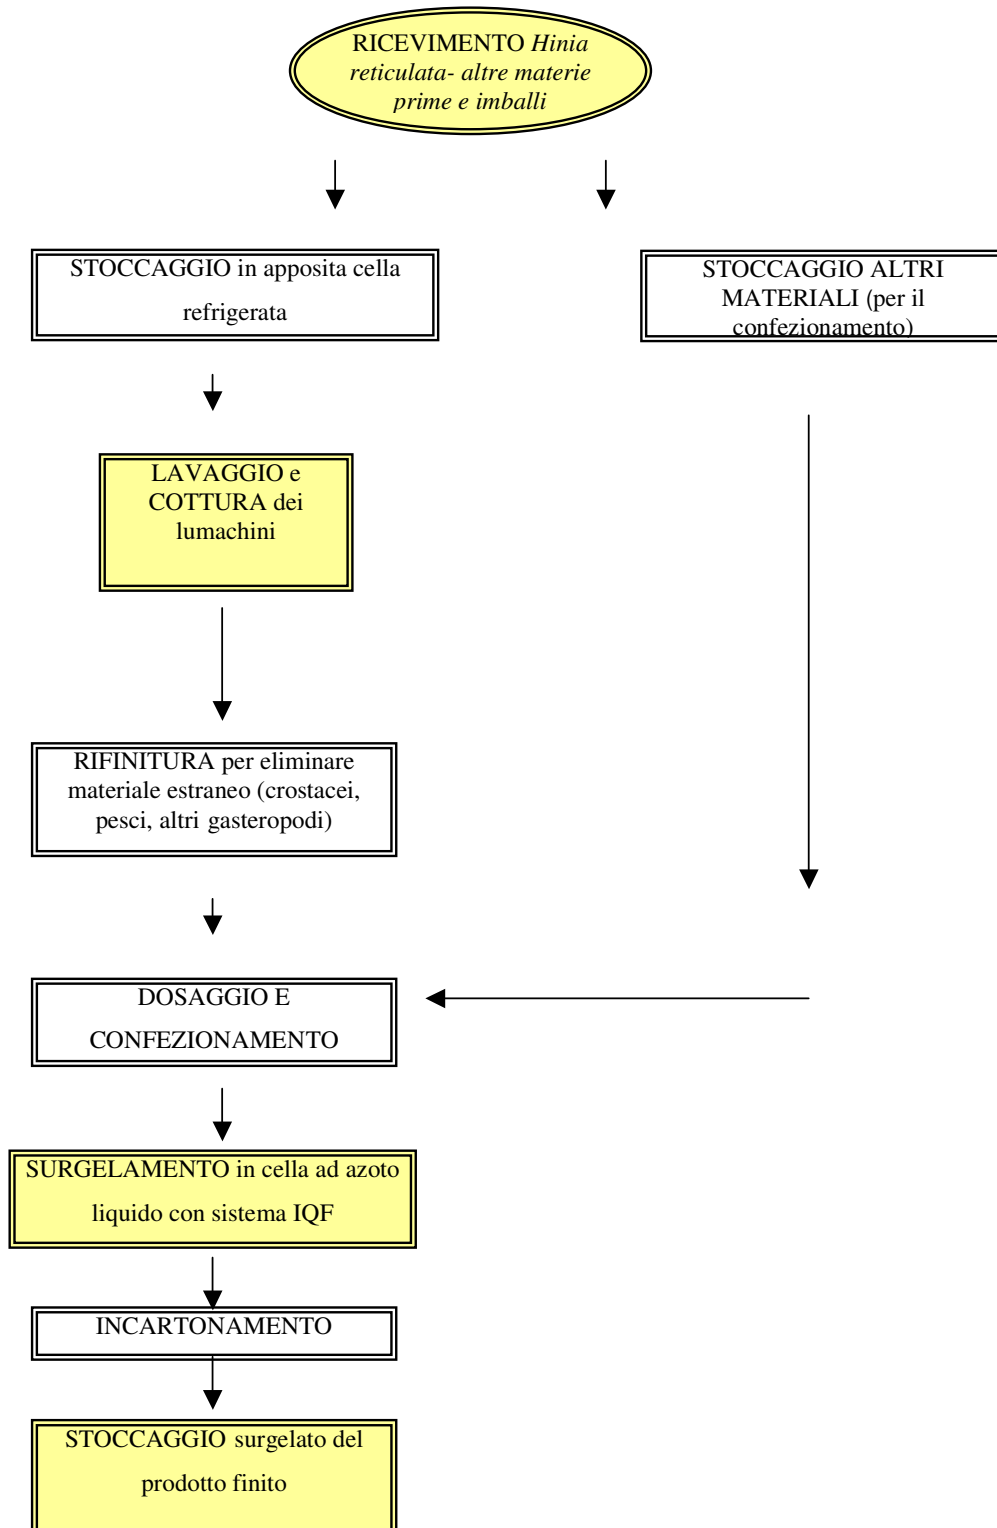 RICEVIMENTO Hinia
reticulata- altre materie
prime e imballi
STOCCAGGIO in apposita cella
refrigerata
STOCCAGGIO ALTRI
MATERIALI (per il
confezionamento)
LAVAGGIO e
COTTURA dei
lumachini
RIFINITURA per eliminare
materiale estraneo (crostacei,
pesci, altri gasteropodi)
DOSAGGIO E
CONFEZIONAMENTO
SURGELAMENTO in cella ad azoto
liquido con sistema IQF
INCARTONAMENTO
STOCCAGGIO surgelato del
prodotto finito